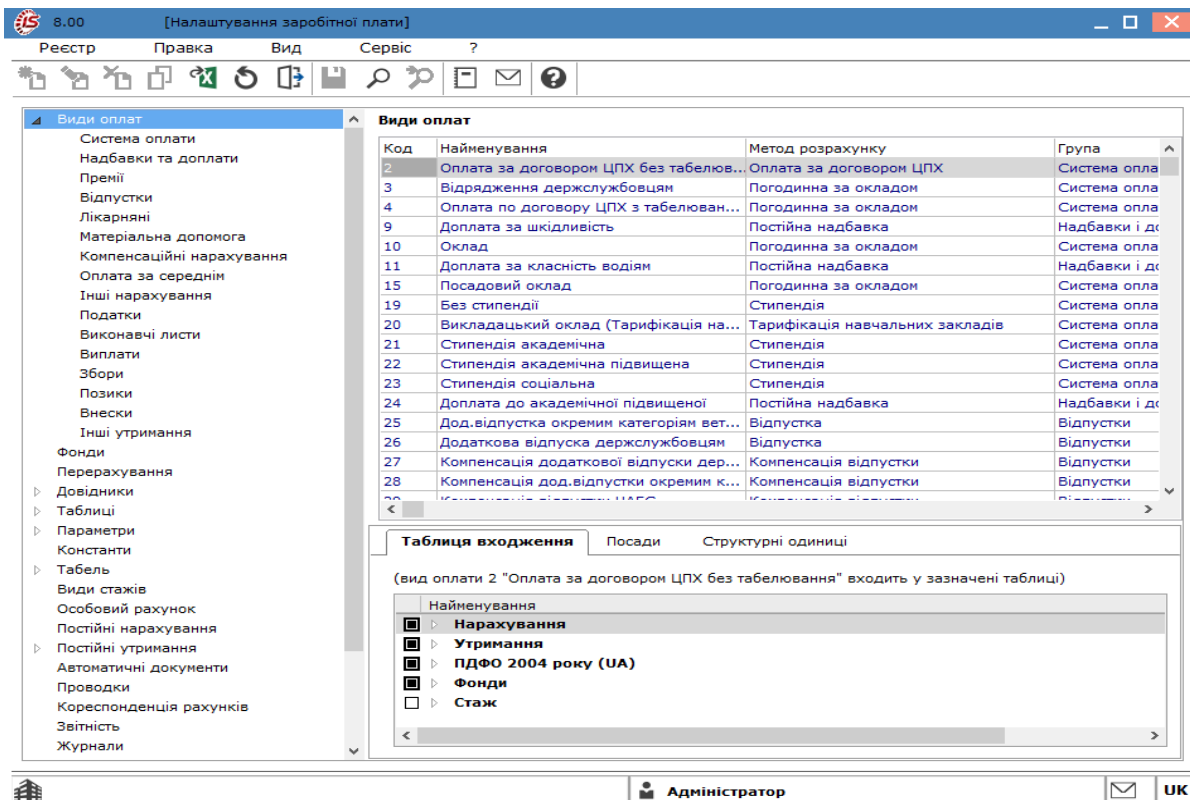 iS 8.00 [Налаштування заробітної плати]
Реєстр Правка Вид Сервіс ?
Види оплат
Система оплати
Надбавки та доплати
Премії
Відпустки
Лікарняні
Матеріальна допомога
Компенсаційні нарахування
Оплата за середнім
Інші нарахування
Податки
Виконавчі листи
Виплати
Збори
Позики
Внески
Інші утримання
Фонди
Перерахування
Довідники
Таблиці
Параметри
Константи
Табель
Види стажів
Особовий рахунок
Постійні нарахування
Постійні утримання
Автоматичні документи
Проводки
Кореспонденція рахунків
Звітність
Журнали
Види оплат
Код Найменування Метод розрахунку Група
2 Оплата за договором ЦПХ без табелюв... Оплата за договором ЦПХ Система опла
3 Відрядження держслужбовцям Погодинна за окладом Система опла
4 Оплата по договору ЦПХ з табелюван... Погодинна за окладом Система опла
9 Доплата за шкідливість Постійна надбавка Надбавки і до
10 Оклад Погодинна за окладом Система опла
11 Доплата за класність водіям Постійна надбавка Надбавки і до
15 Посадовий оклад Погодинна за окладом Система опла
19 Без стипендії Стипендія Система опла
20 Викладацький оклад (Тарифікація на... Тарифікація навчальних закладів Система опла
21 Стипендія академічна Стипендія Система опла
22 Стипендія академічна підвищена Стипендія Система опла
23 Стипендія соціальна Стипендія Система опла
24 Доплата до академічної підвищеної Постійна надбавка Надбавки і до
25 Дод.відпустка окремим категоріям вет... Відпустка Відпустки
26 Додаткова відпуска держслужбовцям Відпустка Відпустки
27 Компенсація додаткової відпуски дер... Компенсація відпустки Відпустки
28 Компенсація дод.відпустки окремим к... Компенсація відпустки Відпустки
Таблиця входження Посади Структурні одиниці
(вид оплати 2 "Оплата за договором ЦПХ без табелювання" входить у зазначені таблиці)
Найменування
Нарахування
Утримання
ПДФО 2004 року (UA)
Фонди
Стаж
Адміністратор UK